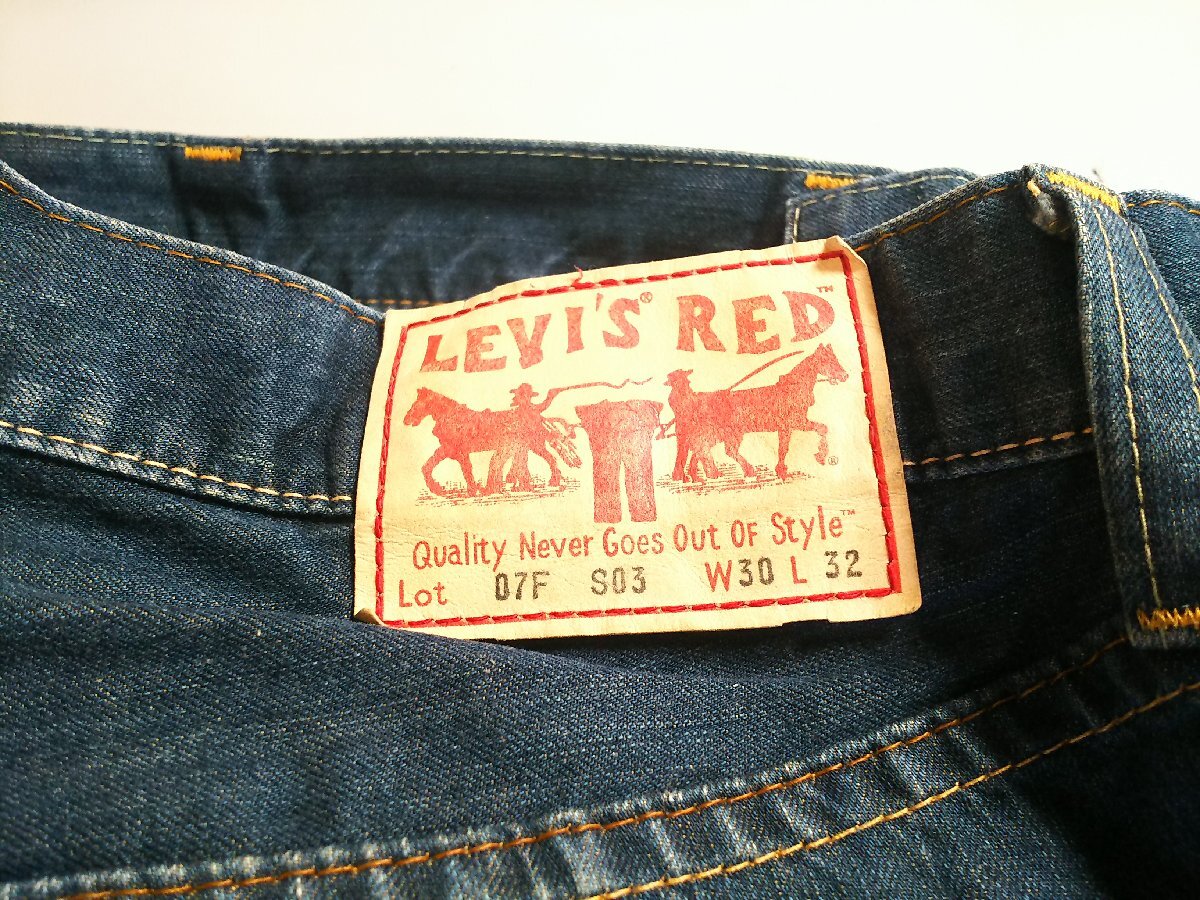 LEVI'S® RED™
®
Quality Never Goes Out Of Style™
Lot 07F S03 W30 L 32